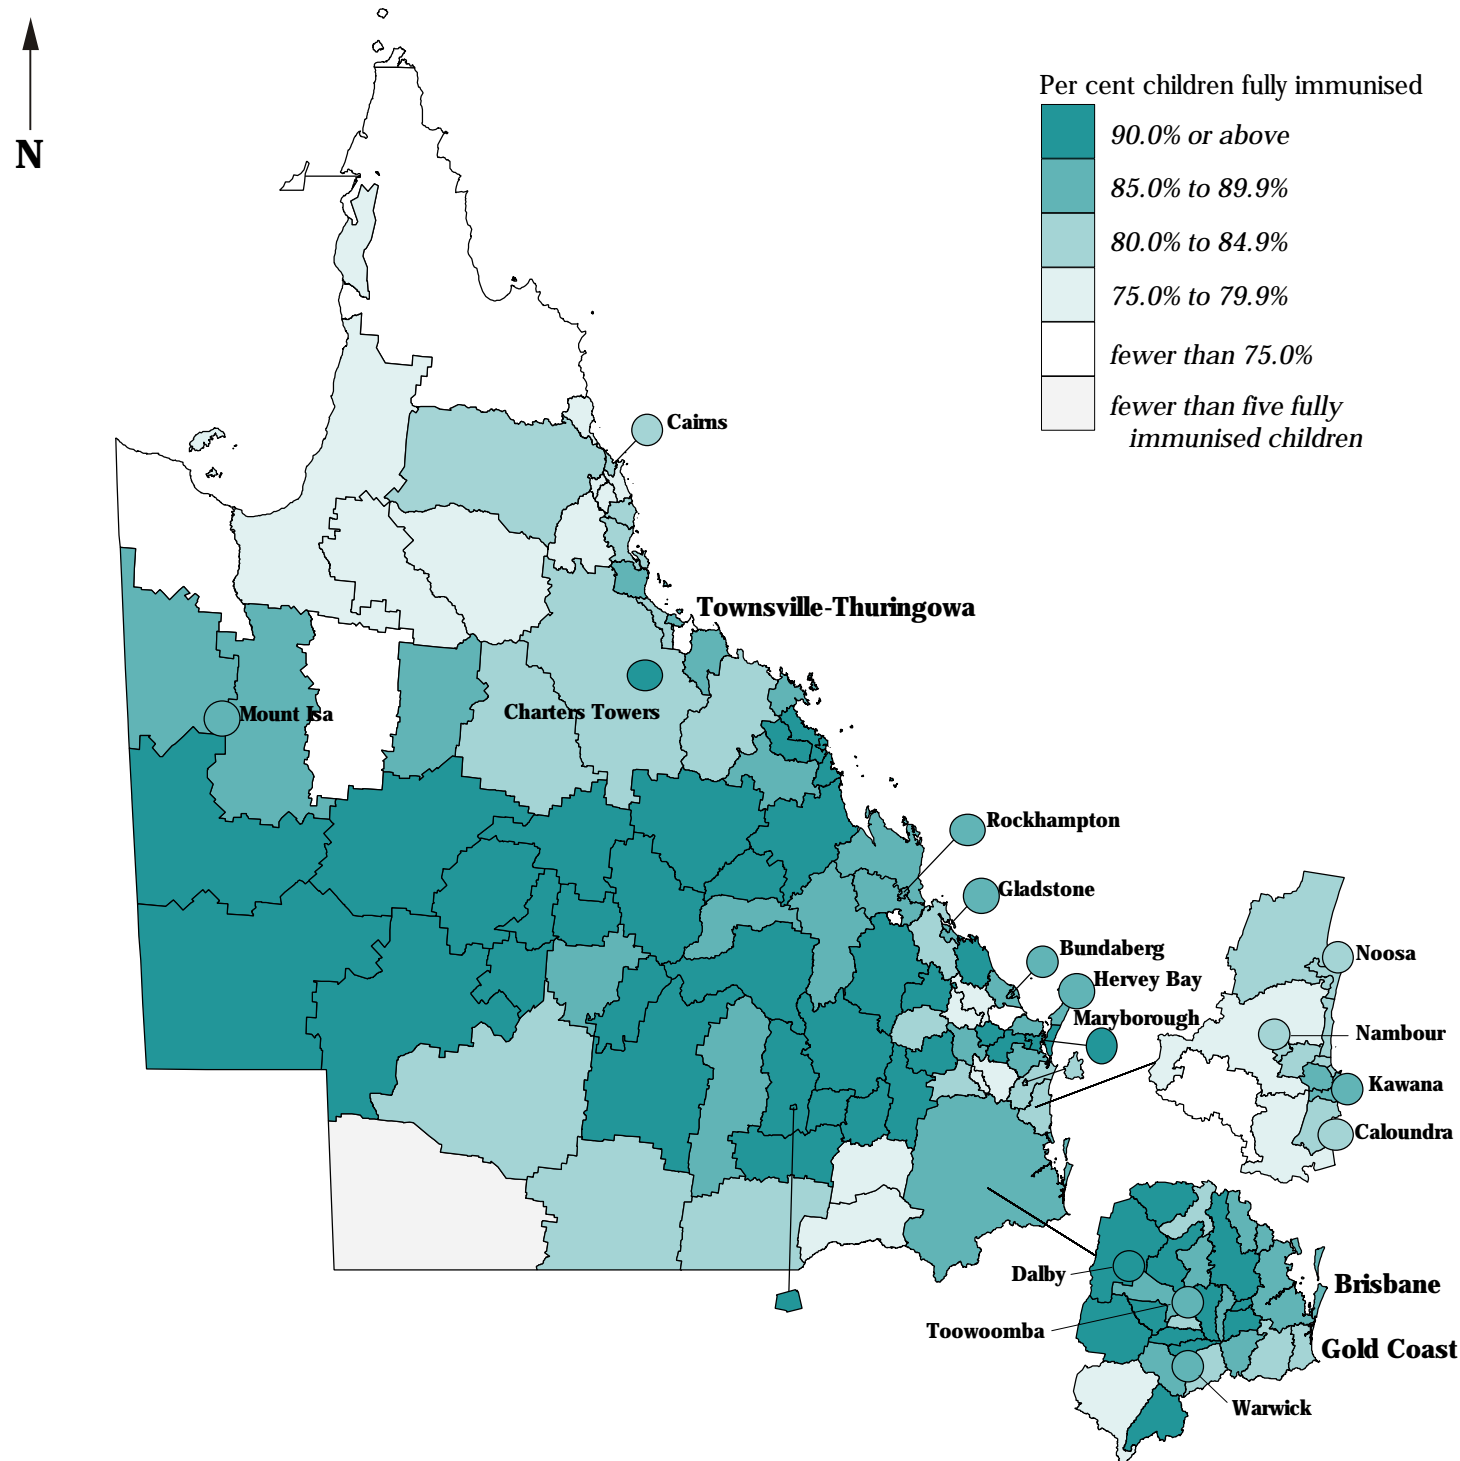 N
Per cent children fully immunised
90.0% or above
85.0% to 89.9%
80.0% to 84.9%
75.0% to 79.9%
fewer than 75.0%
fewer than five fully
immunised children
Cairns
Townsville-Thuringowa
Charters Towers
Mount Isa
Rockhampton
Gladstone
Bundaberg
Hervey Bay
Maryborough
Noosa
Nambour
Kawana
Caloundra
Dalby
Brisbane
Toowoomba
Gold Coast
Warwick